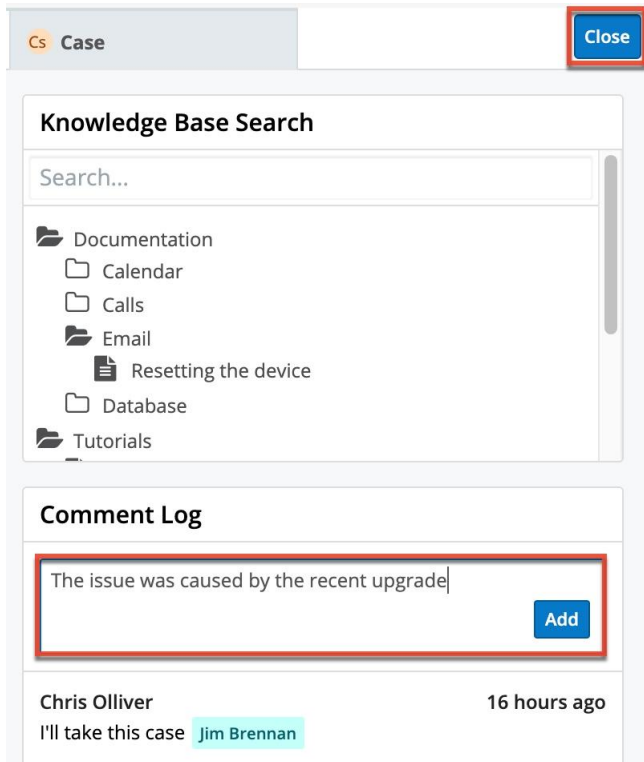 Cs Case
Close
Knowledge Base Search
Search...
Documentation
Calendar
Calls
Email
Resetting the device
Database
Tutorials
Comment Log
The issue was caused by the recent upgrade
Add
Chris Olliver 16 hours ago
I'll take this case Jim Brennan